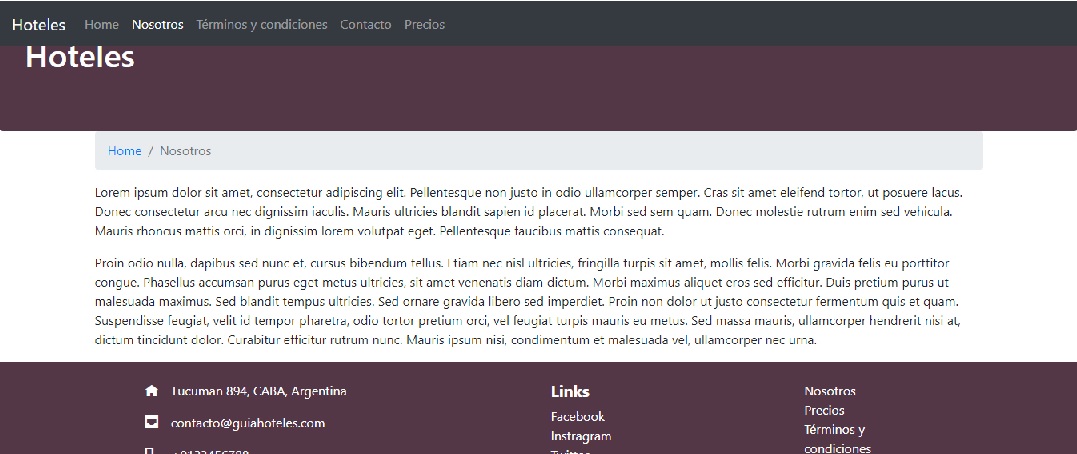 Hoteles Home Nosotros Términos y condiciones Contacto Precios
Hoteles
Home / Nosotros
Lorem ipsum dolor sit amet, consectetur adipiscing elit. Pellentesque non justo in odio ullamcorper semper. Cras sit amet eleifend tortor, ut posuere lacus.
Donec consectetur arcu nec dignissim iaculis. Mauris ultricies blandit sapien id placerat. Morbi sed sem quam. Donec molestie rutrum enim sed vehicula.
Mauris rhoncus mattis orci, in dignissim lorem volutpat eget. Pellentesque faucibus mattis consequat.
Proin odio nulla, dapibus sed nunc et, cursus bibendum tellus. Etiam nec nisl ultricies, fringilla turpis sit amet, mollis felis. Morbi gravida felis eu porttitor
congue. Phasellus accumsan purus eget metus ultricies, sit amet venenatis diam dictum. Morbi maximus aliquet eros sed efficitur. Duis pretium purus ut
malesuada maximus. Sed blandit tempus ultricies. Sed ornare gravida libero sed imperdiet. Proin non dolor ut justo consectetur fermentum quis et quam.
Suspendisse feugiat, velit id tempor pharetra, odio tortor pretium orci, vel feugiat turpis mauris eu metus. Sed massa mauris, ullamcorper hendrerit nisi at,
dictum tincidunt dolor. Curabitur efficitur rutrum nunc. Mauris ipsum nisi, condimentum et malesuada vel, ullamcorper nec urna.
Tucuman 894, CABA, Argentina
contacto@guiahoteles.com
Links
Facebook
Instragram
Twitter
Nosotros
Precios
Términos y
condiciones